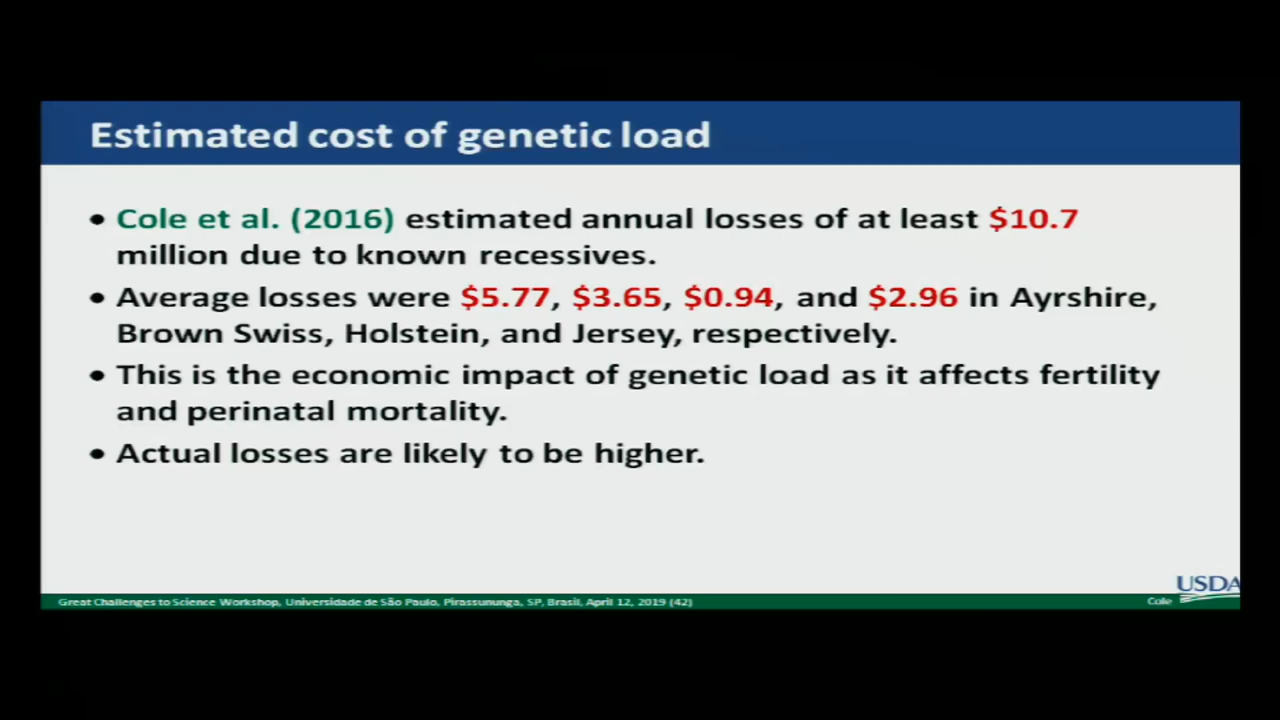 Estimated cost of genetic load
• Cole et al. (2016) estimated annual losses of at least $10.7
million due to known recessives.
• Average losses were $5.77, $3.65, $0.94, and $2.96 in Ayrshire,
Brown Swiss, Holstein, and Jersey, respectively.
• This is the economic impact of genetic load as it affects fertility
and perinatal mortality.
• Actual losses are likely to be higher.
USDA
Great Challenges to Science Workshop, Universidade de São Paulo, Pirassununga, SP, Brasil, April 12, 2019 (42)
Cole